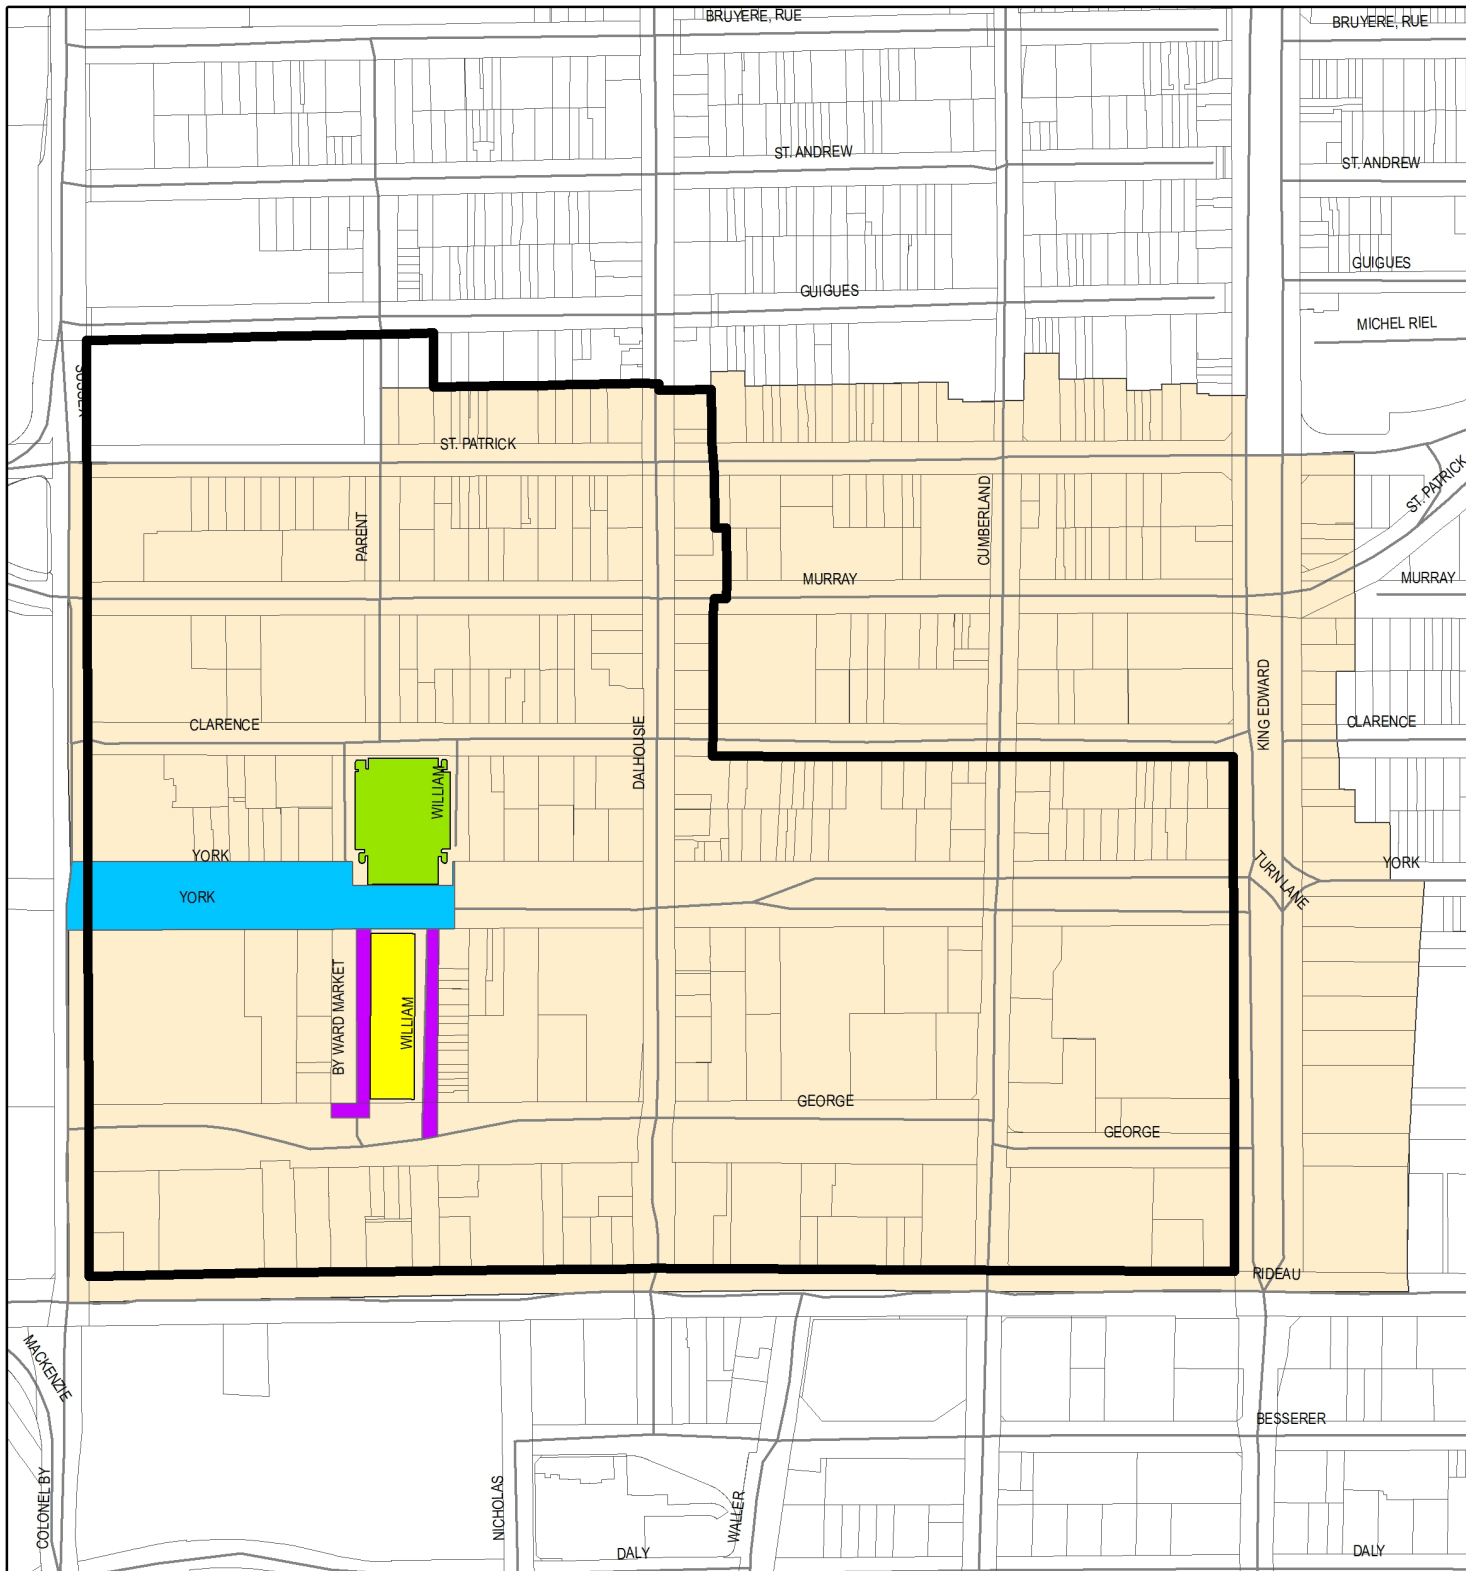 BRUYERE, RUE
BRUYERE, RUE
ST. ANDREW
ST. ANDREW
GUIGUES
GUIGUES
MICHEL RIEL
SUSSEX
ST. PATRICK
ST. PATRICK
PARENT
CUMBERLAND
MURRAY
MURRAY
KING EDWARD
CLARENCE
DALHOUSIE
CLARENCE
WILLIAM
YORK
YORK
TURN LANE
YORK
BY WARD MARKET
WILLIAM
GEORGE
GEORGE
RIDEAU
MACKENZIE
BESSERER
COLONEL BY
NICHOLAS
WALLER
DALY
DALY